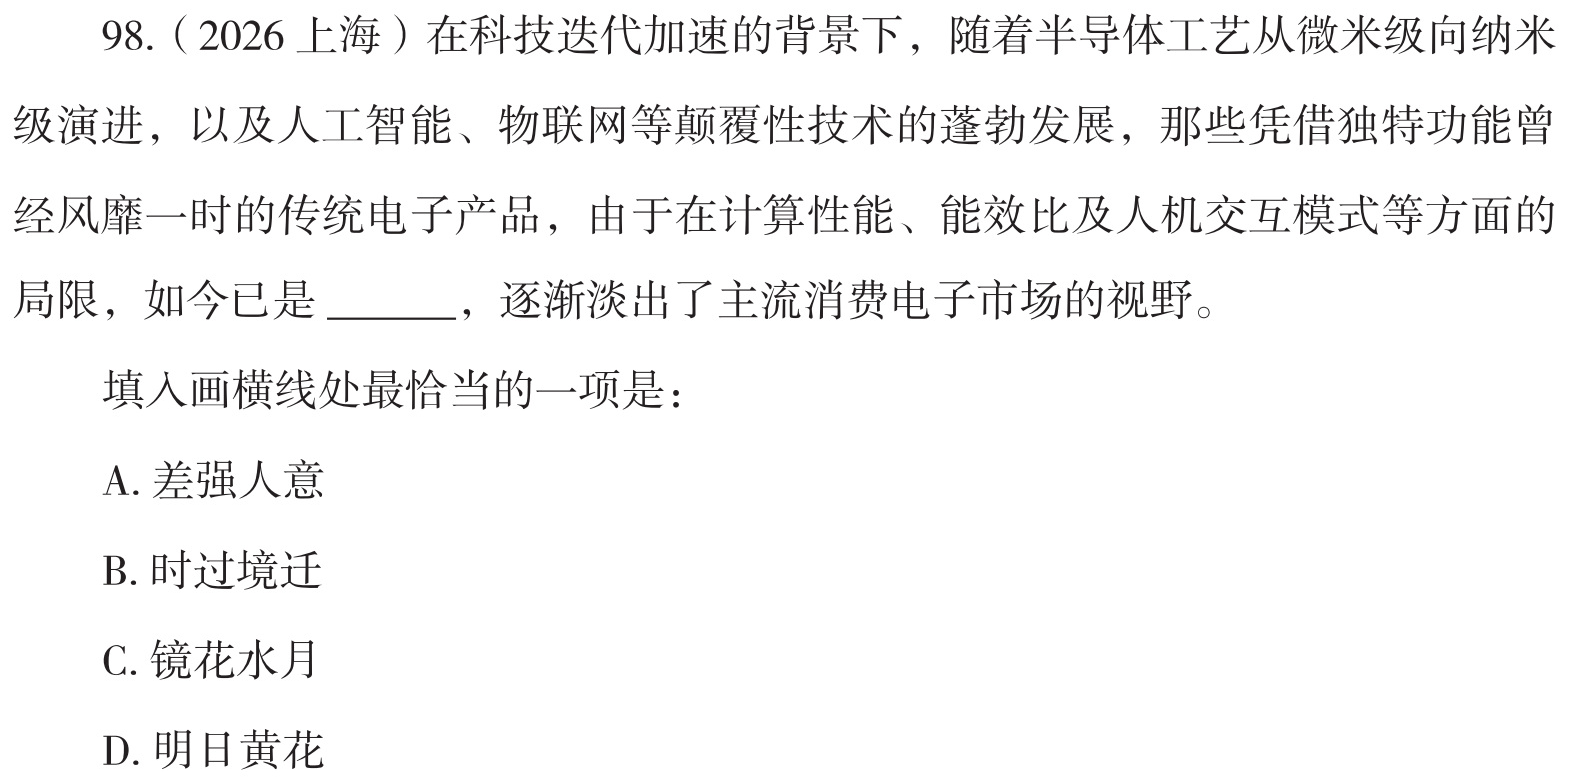 98.（2026 上海）在科技迭代加速的背景下，随着半导体工艺从微米级向纳米
级演进，以及人工智能、物联网等颠覆性技术的蓬勃发展，那些凭借独特功能曾
经风靡一时的传统电子产品，由于在计算性能、能效比及人机交互模式等方面的
局限，如今已是______，逐渐淡出了主流消费电子市场的视野。
填入画横线处最恰当的一项是：
A. 差强人意
B. 时过境迁
C. 镜花水月
D. 明日黄花